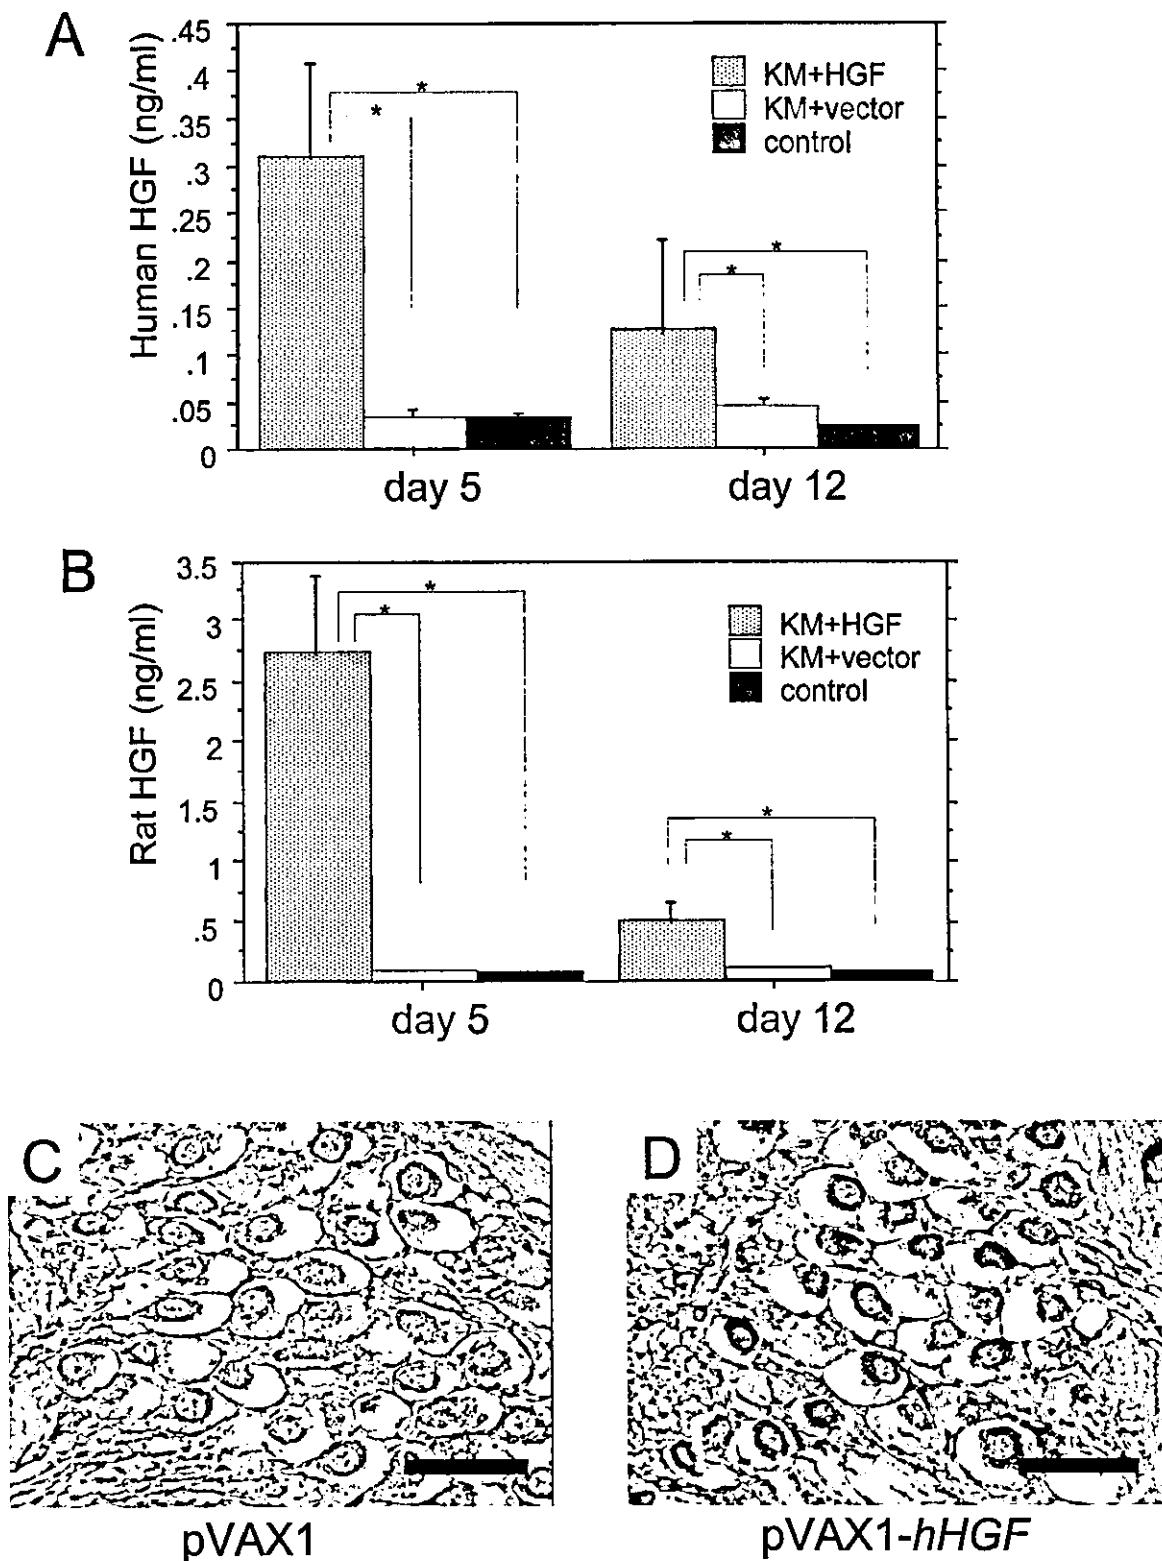 A
Human HGF (ng/ml)
.45
.4
.35
.3
.25
.2
.15
.1
.05
0
KM+HGF
KM+vector
control
*
*
*
*
day 5
day 12
B
Rat HGF (ng/ml)
3.5
3
2.5
2
1.5
1
.5
0
KM+HGF
KM+vector
control
*
*
*
*
day 5
day 12
C
D
pVAX1
pVAX1-hHGF